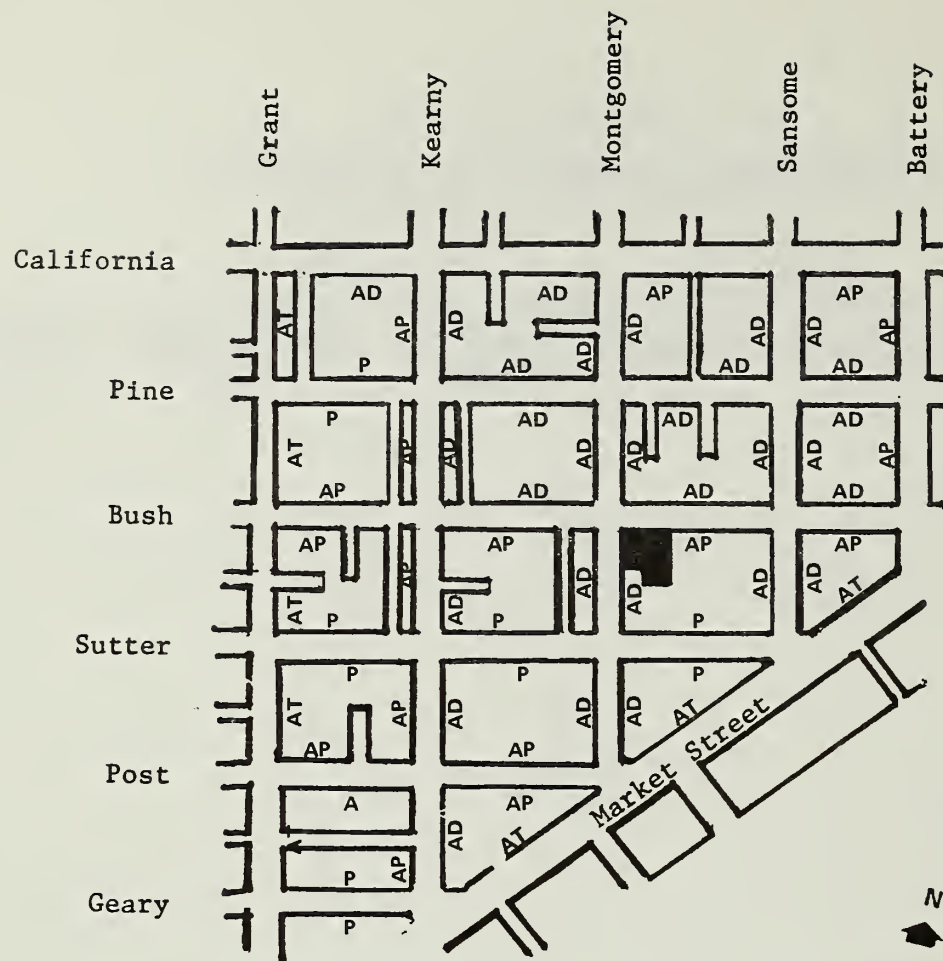 Grant
Kearny
Montgomery
Sansome
Battery
California
AD AD AP AP
AT AP AD AD AD AD AP
P AD AD AD AD
Pine
P AD AD AD
AT AP AD AD AD AD AD AP
AP AD AD AD
Bush
AP AP AP AP
AP AD AD AD AT
AT AD AD
P P P
Sutter
P P P
AT AP AD AD AD AT
AP AP
Market Street
Post
A AP
AT AD AT
P AP
Geary
P
N